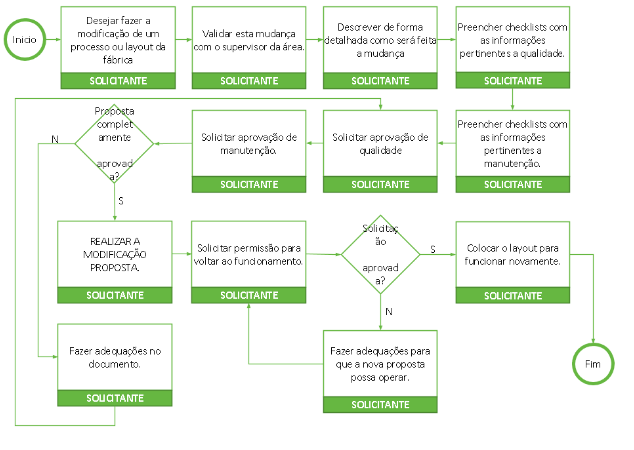 Inicio
Desejar fazer a
modificação de um
processo ou layout da
fábrica
SOLICITANTE
Validar esta mudança
com o supervisor da área.
SOLICITANTE
Descrever de forma
detalhada como será feita
a mudança
SOLICITANTE
Preencher checklists com
as informações
pertinentes a qualidade.
SOLICITANTE
Preencher checklists com
as informações
pertinentes a
manutenção.
SOLICITANTE
Solicitar aprovação de
qualidade
SOLICITANTE
Solicitar aprovação de
manutenção.
SOLICITANTE
Proposta
complet
amente
aprovad
a?
N
S
REALIZAR A
MODIFICAÇÃO
PROPOSTA.
SOLICITANTE
Solicitar permissão para
voltar ao funcionamento.
SOLICITANTE
Solicitaç
ão
aprovad
a?
S
N
Colocar o layout para
funcionar novamente.
SOLICITANTE
Fazer adequações no
documento.
SOLICITANTE
Fazer adequações para
que a nova proposta
possa operar.
SOLICITANTE
Fim